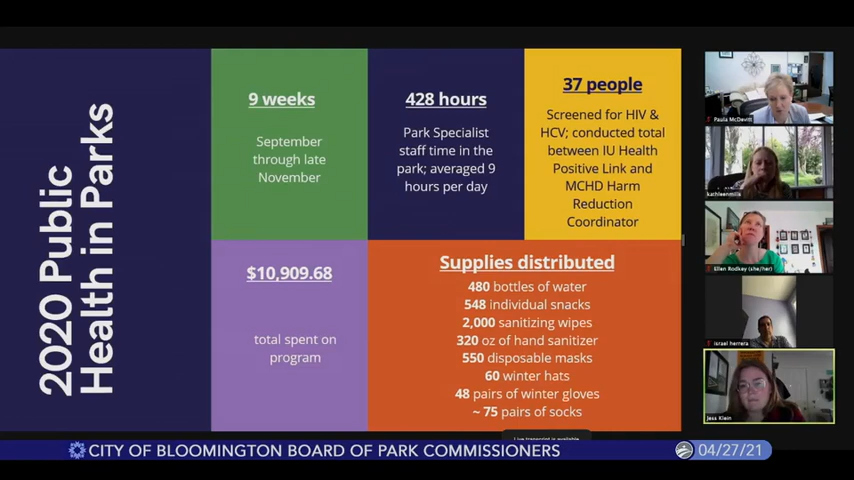 2020 Public
Health in Parks
9 weeks
September
through late
November
428 hours
Park Specialist
staff time in the
park; averaged 9
hours per day
37 people
Screened for HIV &
HCV; conducted total
between IU Health
Positive Link and
MCHD Harm
Reduction
Coordinator
$10,909.68
total spent on
program
Supplies distributed
480 bottles of water
548 individual snacks
2,000 sanitizing wipes
320 oz of hand sanitizer
550 disposable masks
60 winter hats
48 pairs of winter gloves
~ 75 pairs of socks
Paula McDevitt
kathleenmills
Ellen Rodkey (she/her)
israel herrera
Jess Klein
Live transcript is available
CITY OF BLOOMINGTON BOARD OF PARK COMMISSIONERS
04/27/21